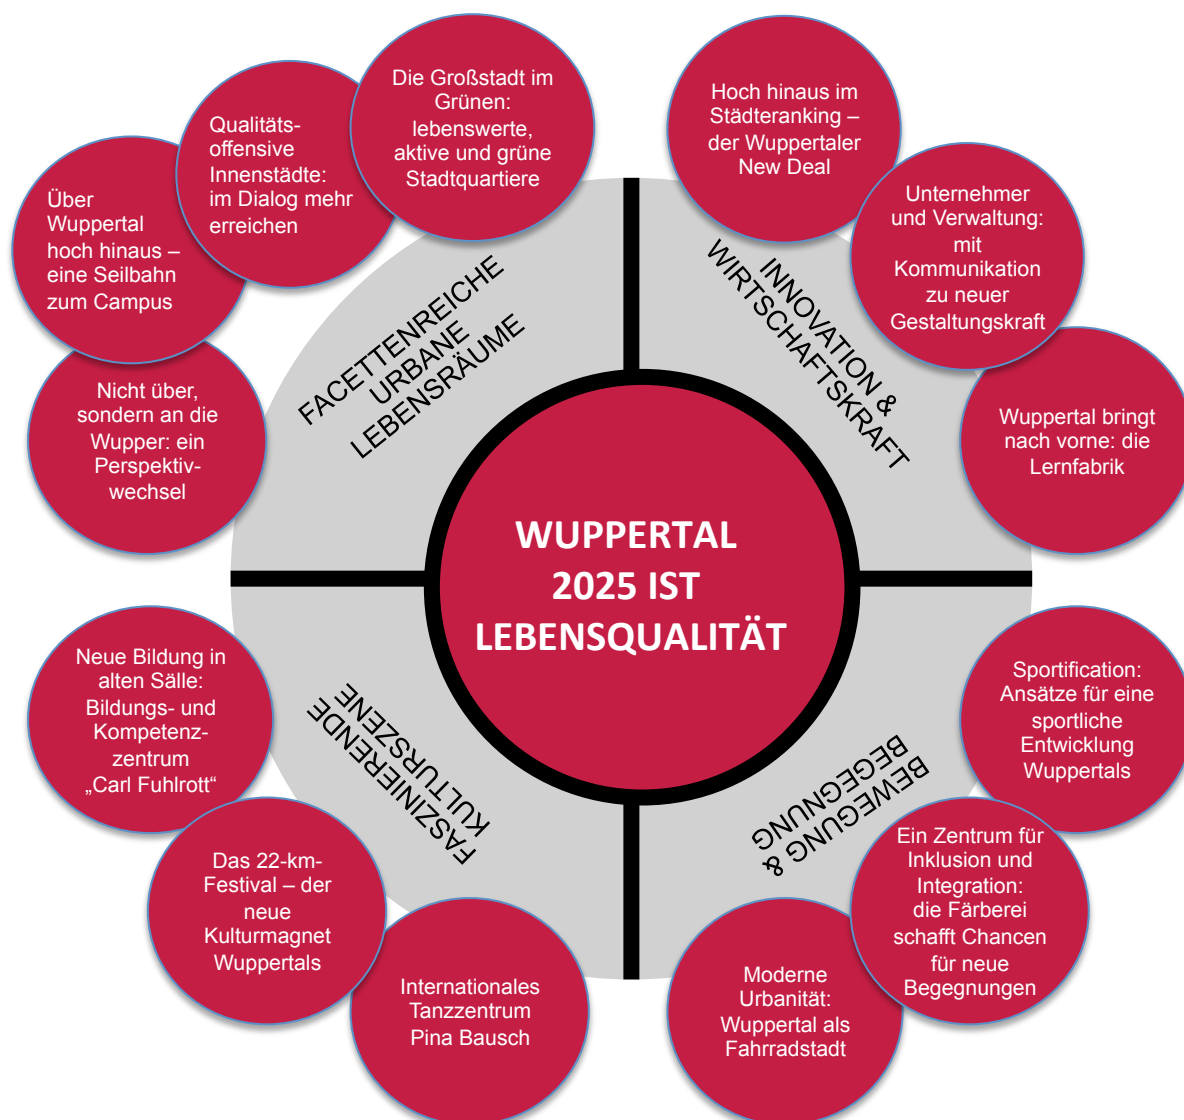 Die Großstadt im
Grünen:
lebenswerte,
aktive und grüne
Stadtquartiere
Qualitäts-
offensive
Innenstädte:
im Dialog mehr
erreichen
Über
Wuppertal
hoch hinaus –
eine Seilbahn
zum Campus
Nicht über,
sondern an die
Wupper: ein
Perspektiv-
wechsel
FACETTENREICHE
URBANE
LEBENSRÄUME
Hoch hinaus im
Städteranking –
der Wuppertaler
New Deal
Unternehmer
und Verwaltung:
mit
Kommunikation
zu neuer
Gestaltungskraft
Wuppertal bringt
nach vorne: die
Lernfabrik
INNOVATION &
WIRTSCHAFTSKRAFT
WUPPERTAL
2025 IST
LEBENSQUALITÄT
Neue Bildung in
alten Sälle:
Bildungs- und
Kompetenz-
zentrum
„Carl Fuhlrott“
Das 22-km-
Festival – der
neue
Kulturmagnet
Wuppertals
Internationales
Tanzzentrum
Pina Bausch
FASZINIERENDE
KULTURSZENE
Sportification:
Ansätze für eine
sportliche
Entwicklung
Wuppertals
Ein Zentrum für
Inklusion und
Integration:
die Färberei
schafft Chancen
für neue
Begegnungen
Moderne
Urbanität:
Wuppertal als
Fahrradstadt
BEWEGUNG &
BEGEGNUNG